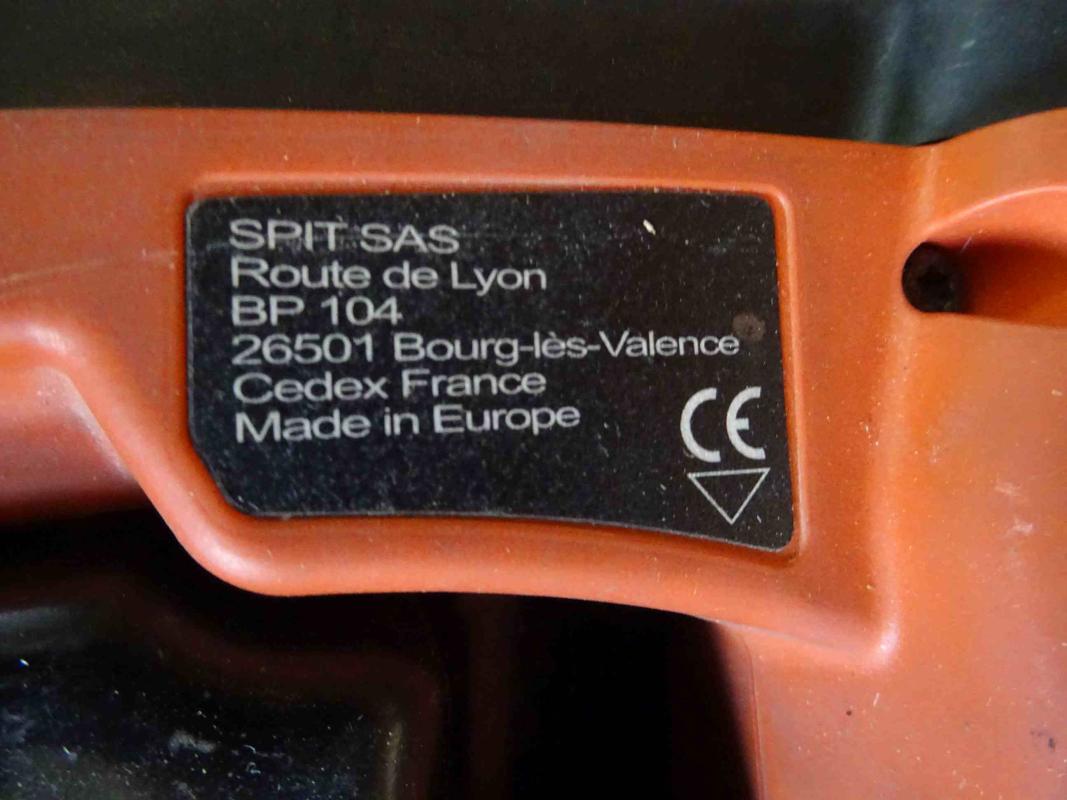 SPIT SAS
Route de Lyon
BP 104
26501 Bourg-lès-Valence
Cedex France
Made in Europe
CE